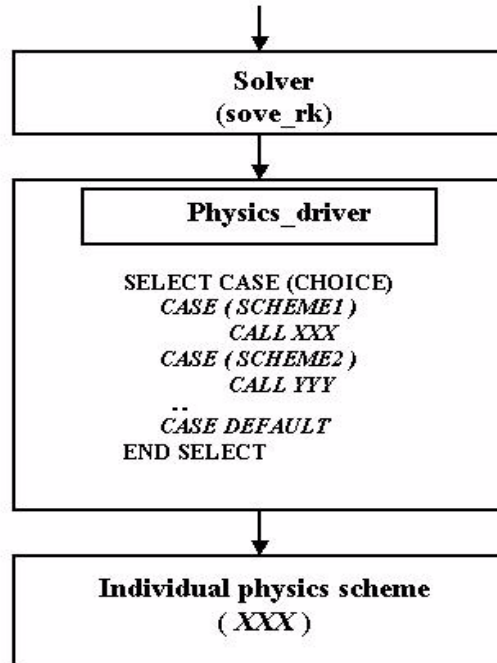 Solver
(sove_rk)
Physics_driver
SELECT CASE (CHOICE)
CASE ( SCHEME1 )
CALL XXX
CASE ( SCHEME2 )
CALL YYY
..
CASE DEFAULT
END SELECT
Individual physics scheme
( XXX )